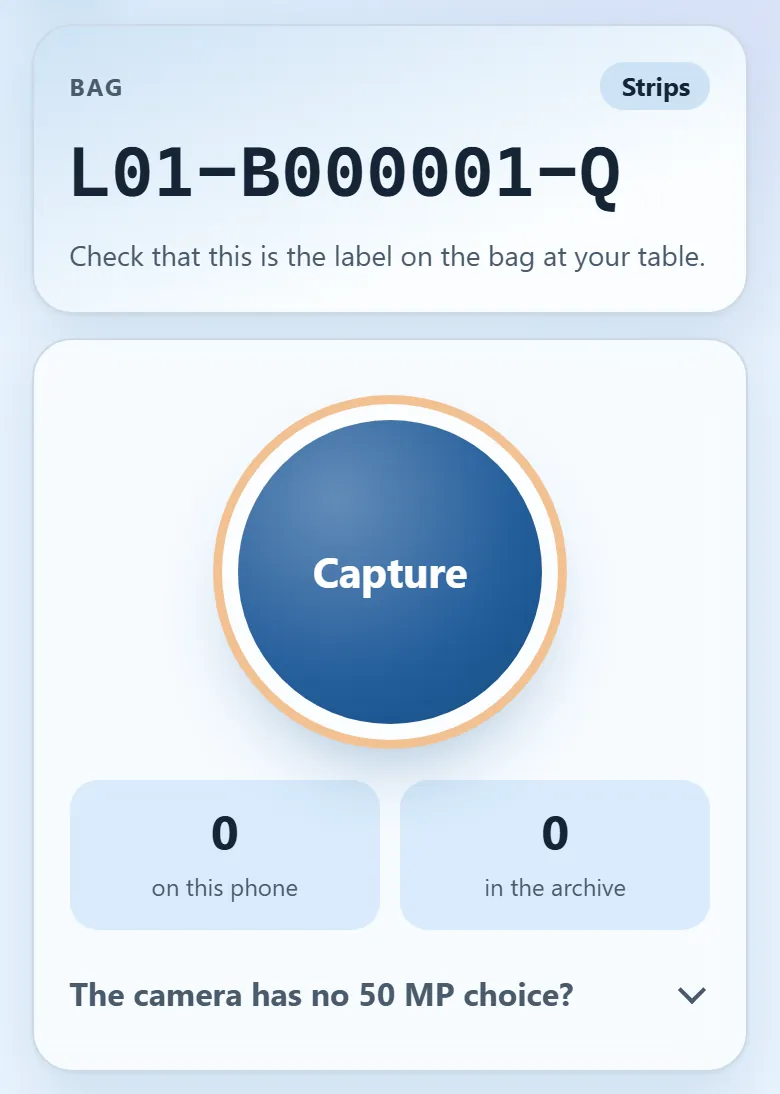 BAG
Strips
L01-B000001-Q
Check that this is the label on the bag at your table.
Capture
0
on this phone
0
in the archive
The camera has no 50 MP choice?